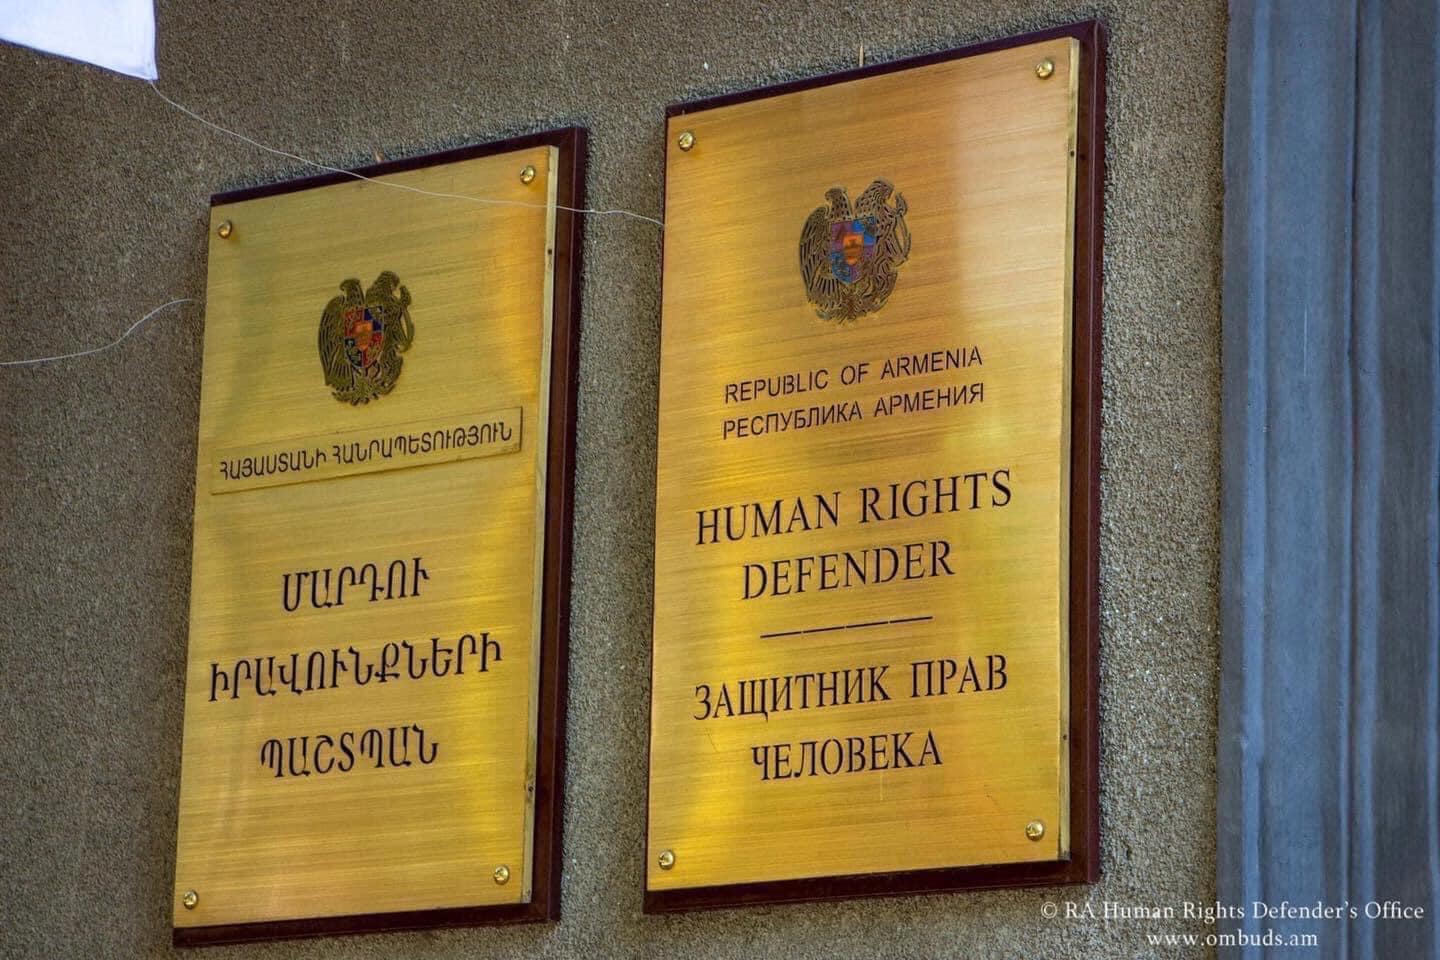 ՀԱՅԱՍՏԱՆԻ ՀԱՆՐԱՊԵՏՈՒԹՅՈՒՆ
ՄԱՐԴՈՒ
ԻՐԱՎՈՒՆՔՆԵՐԻ
ՊԱՇՏՊԱՆ
REPUBLIC OF ARMENIA
РЕСПУБЛИКА АРМЕНИЯ
HUMAN RIGHTS
DEFENDER
ЗАЩИТНИК ПРАВ
ЧЕЛОВЕКА
© RA Human Rights Defender's Office
www.ombuds.am